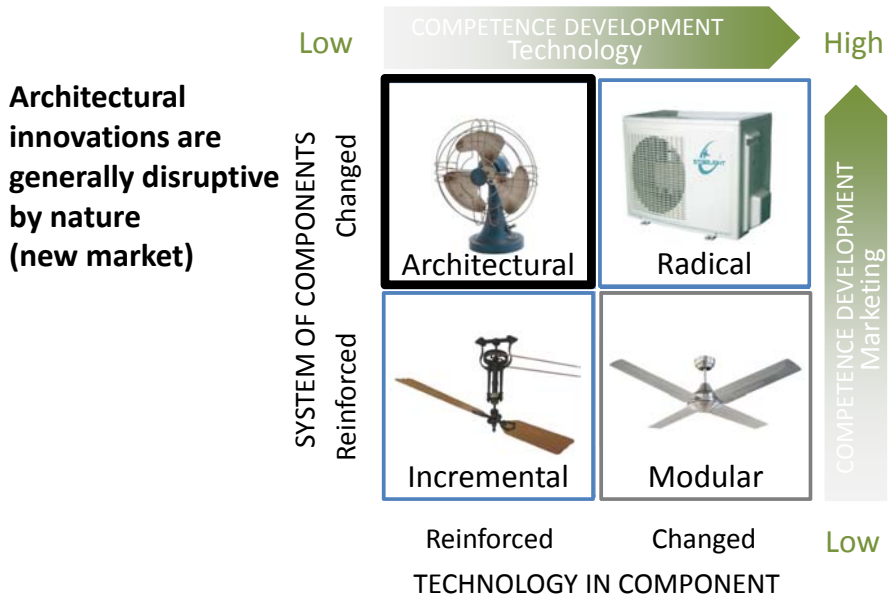 Low
COMPETENCE DEVELOPMENT
Technology
High
Architectural
innovations are
generally disruptive
by nature
(new market)
SYSTEM OF COMPONENTS
Changed
Reinforced
Architectural
Radical
Incremental
Modular
COMPETENCE DEVELOPMENT
Marketing
Reinforced
Changed
Low
TECHNOLOGY IN COMPONENT